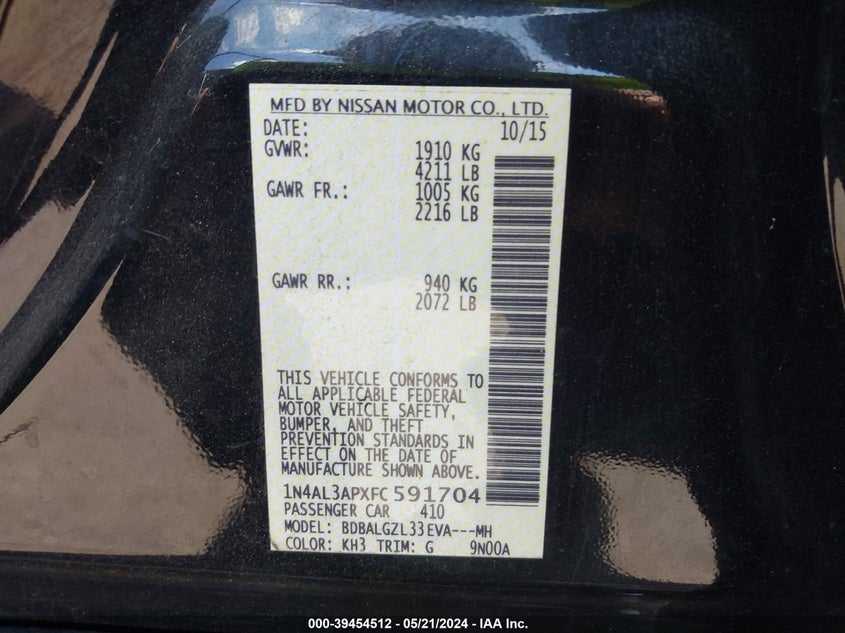 MFD BY NISSAN MOTOR CO., LTD.
DATE: 10/15
GVWR: 1910 KG
4211 LB
GAWR FR.: 1005 KG
2216 LB
GAWR RR.: 940 KG
2072 LB
THIS VEHICLE CONFORMS TO
ALL APPLICABLE FEDERAL
MOTOR VEHICLE SAFETY,
BUMPER, AND THEFT
PREVENTION STANDARDS IN
EFFECT ON THE DATE OF
MANUFACTURE SHOWN ABOVE.
1N4AL3APXFC591704
PASSENGER CAR 410
MODEL: BDBALGZL33EVA---MH
COLOR: KH3 TRIM: G 9N00A
000-39454512 - 05/21/2024 - IAA Inc.